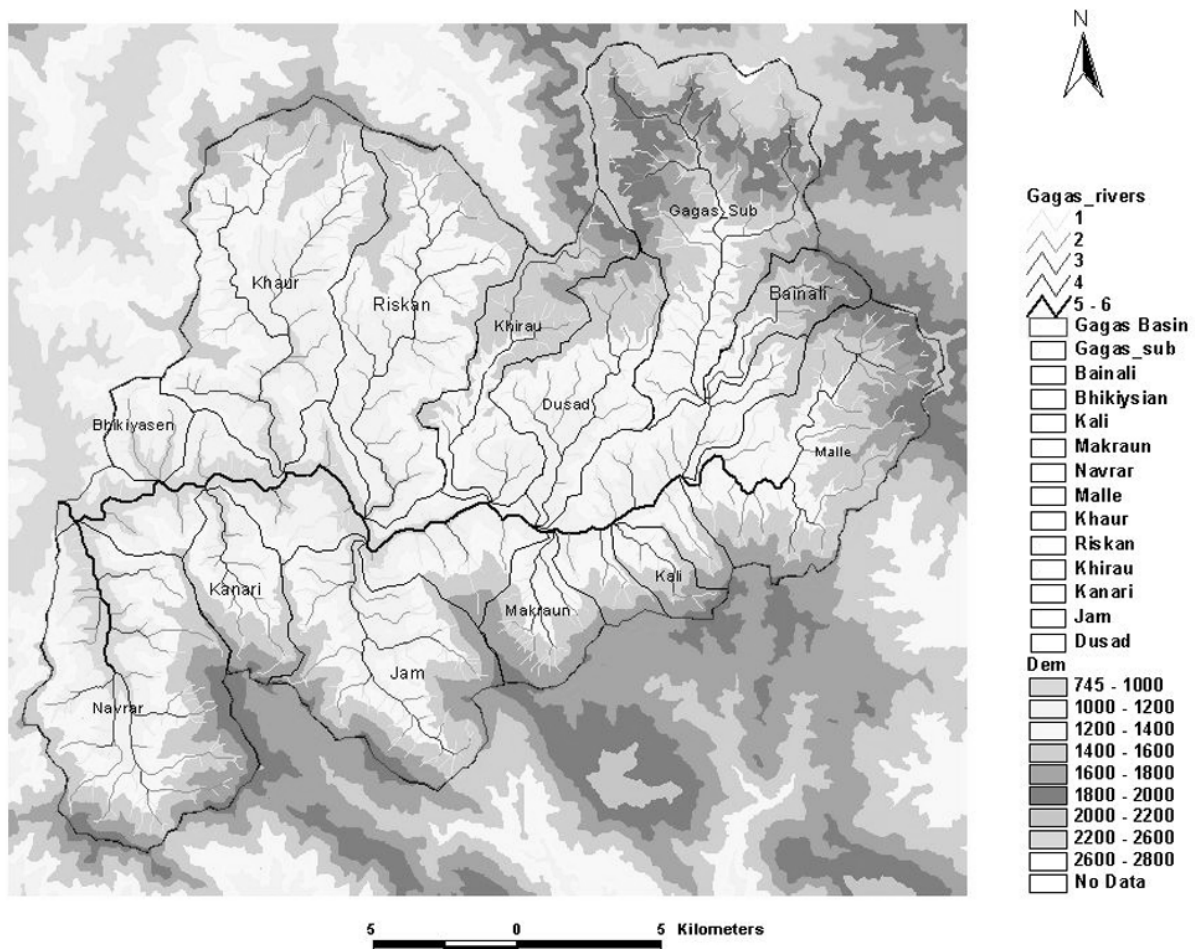 N
Gagas_Sub
Khaur
Riskan
Khirau
Bainali
Dusad
Bhikiyasen
Malle
Kanari
Kali
Makraun
Jam
Navrar
Gagas_rivers
1
2
3
4
5 - 6
Gagas Basin
Gagas_sub
Bainali
Bhikiysian
Kali
Makraun
Navrar
Malle
Khaur
Riskan
Khirau
Kanari
Jam
Dusad
Dem
745 - 1000
1000 - 1200
1200 - 1400
1400 - 1600
1600 - 1800
1800 - 2000
2000 - 2200
2200 - 2600
2600 - 2800
No Data
5 0 5 Kilometers